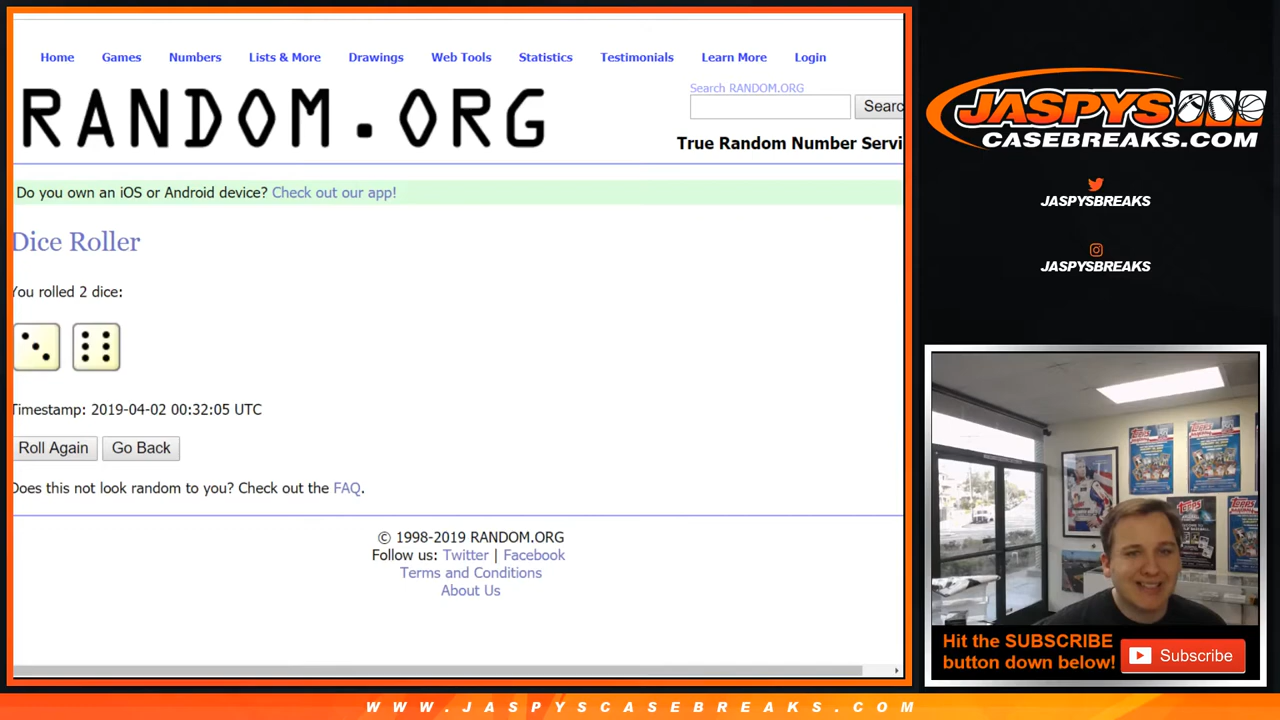 Home Games Numbers Lists & More Drawings Web Tools Statistics Testimonials Learn More Login
Search RANDOM.ORG
RANDOM.ORG
Searc
True Random Number Servi
Do you own an iOS or Android device? Check out our app!
Dice Roller
You rolled 2 dice:
Timestamp: 2019-04-02 00:32:05 UTC
Roll Again Go Back
Does this not look random to you? Check out the FAQ.
© 1998-2019 RANDOM.ORG
Follow us: Twitter | Facebook
Terms and Conditions
About Us
JASPYS
CASEBREAKS.COM
JASPYSBREAKS
JASPYSBREAKS
TOPPS
TOPPS
TOPPS
TOPPS
Hit the SUBSCRIBE
button down below!
Subscribe
WWW.JASPYSCASEBREAKS.COM